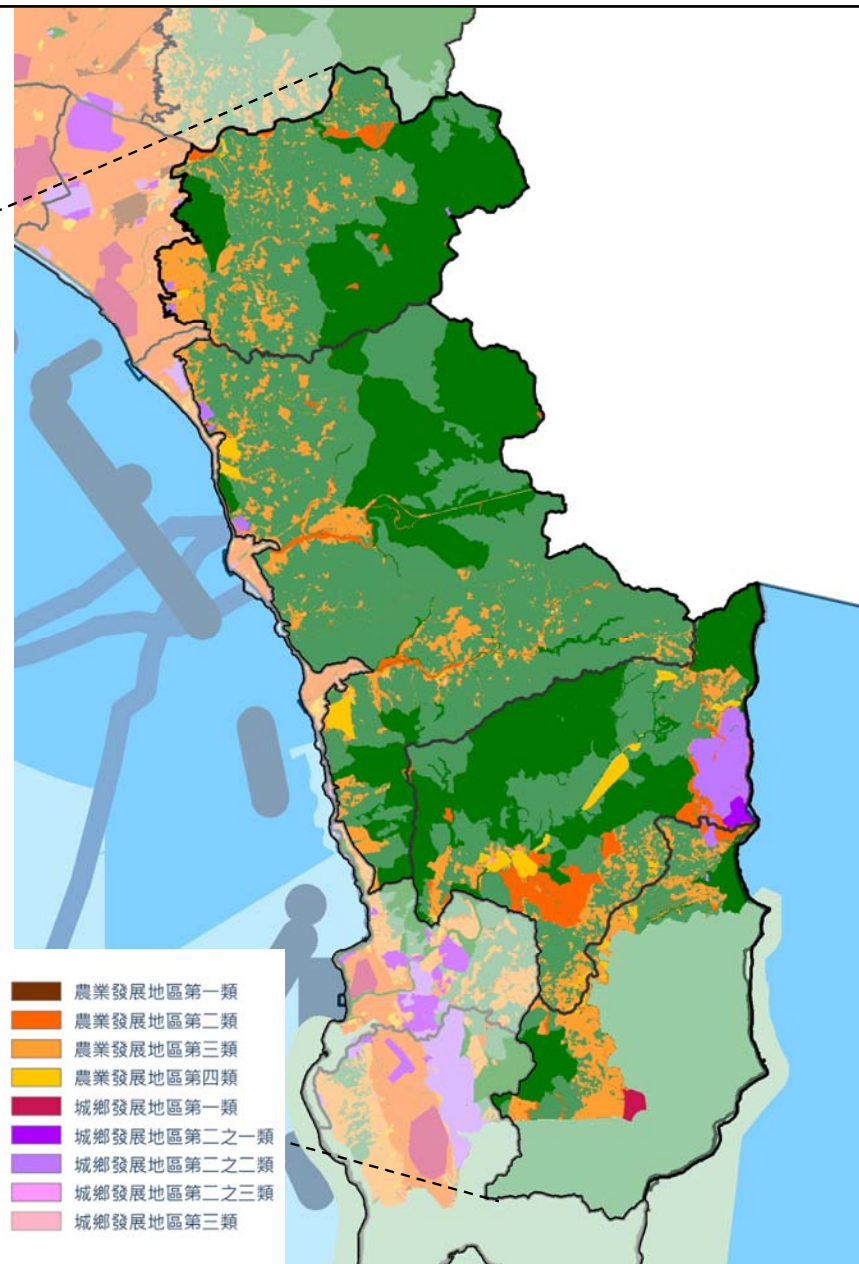 農業發展地區第一類
農業發展地區第二類
農業發展地區第三類
農業發展地區第四類
城鄉發展地區第一類
城鄉發展地區第二之一類
城鄉發展地區第二之二類
城鄉發展地區第二之三類
城鄉發展地區第三類